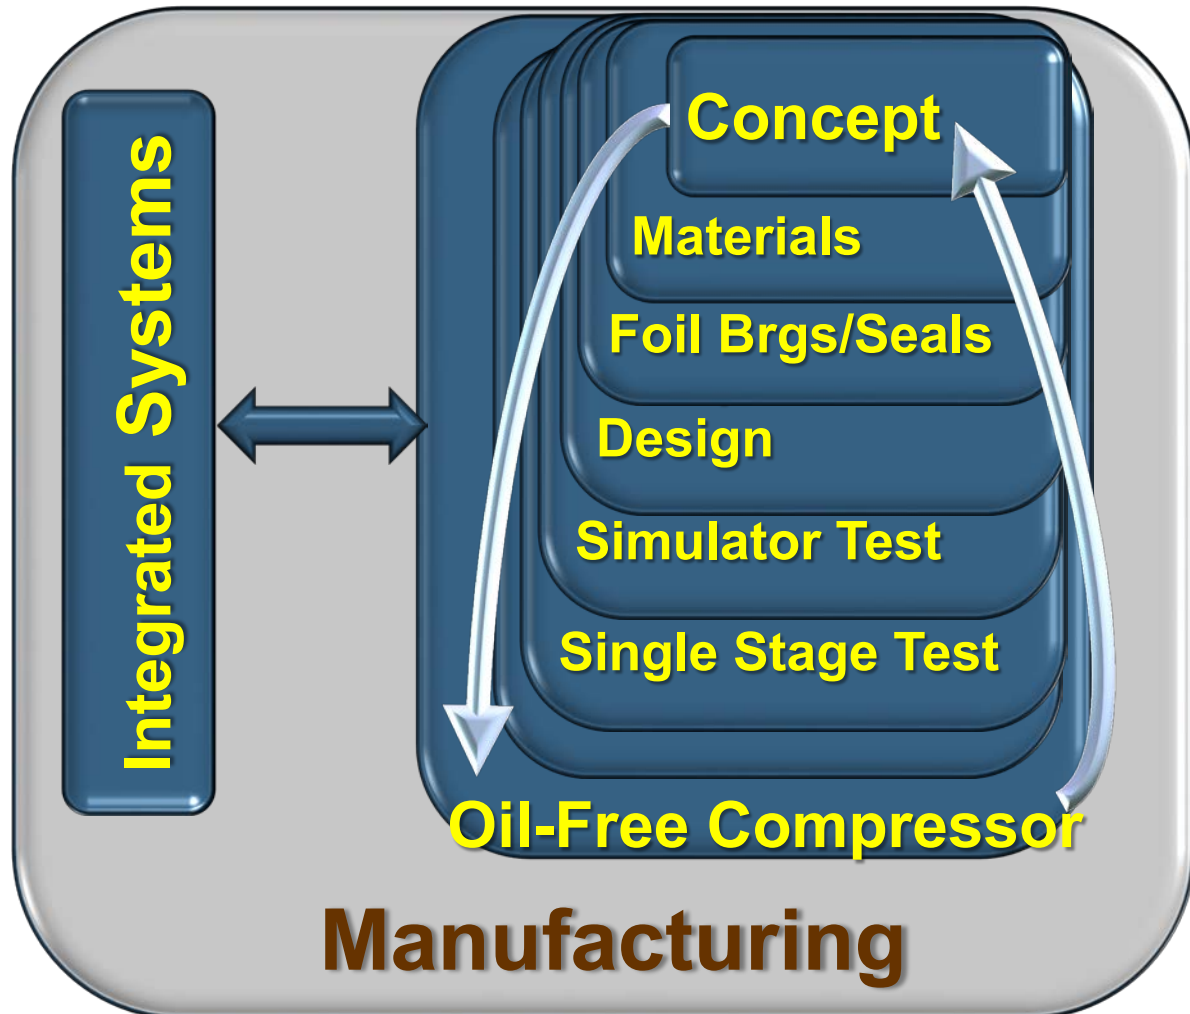 Integrated Systems
Concept
Materials
Foil Brgs/Seals
Design
Simulator Test
Single Stage Test
Oil-Free Compressor
Manufacturing